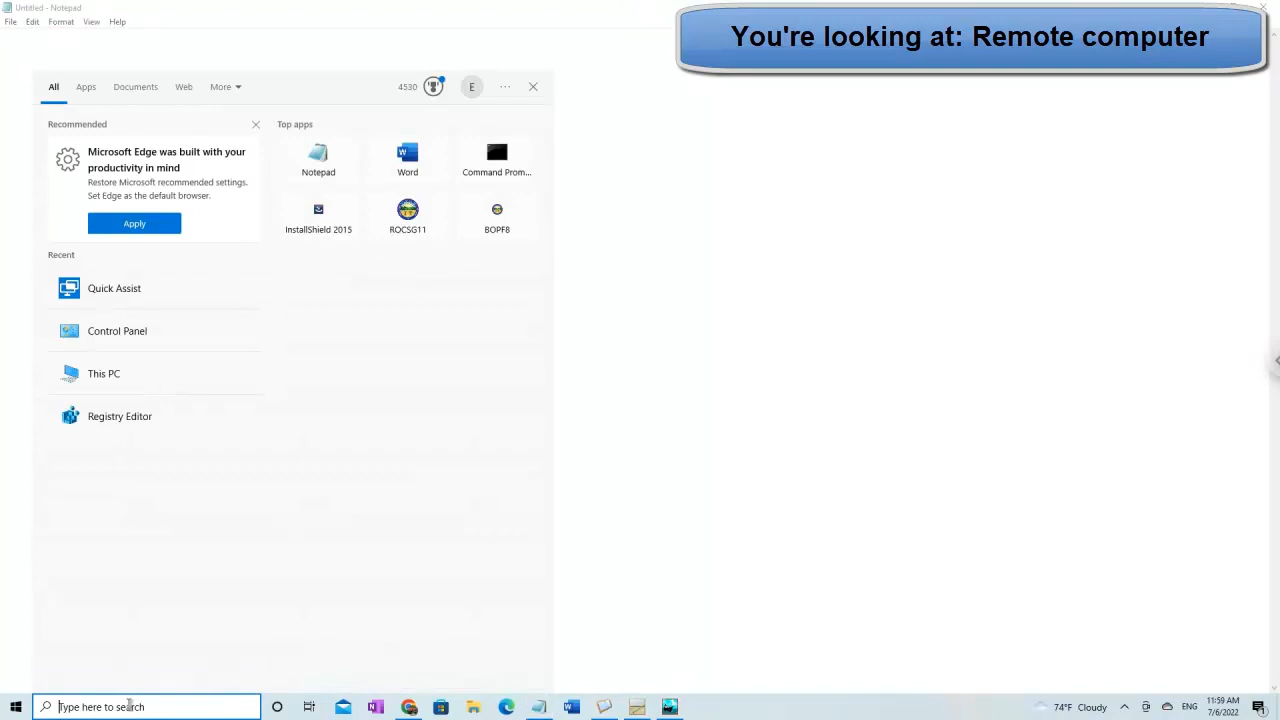 Untitled - Notepad
File Edit Format View Help
You're looking at: Remote computer
All Apps Documents Web More 4530 E ...
Recommended
Microsoft Edge was built with your
productivity in mind
Restore Microsoft recommended settings.
Set Edge as the default browser.
Apply
Top apps
Notepad Word Command Prom...
InstallShield 2015 ROCSG11 BOPF8
Recent
Quick Assist
Control Panel
This PC
Registry Editor
Type here to search
74°F Cloudy
11:59 AM
7/6/2022